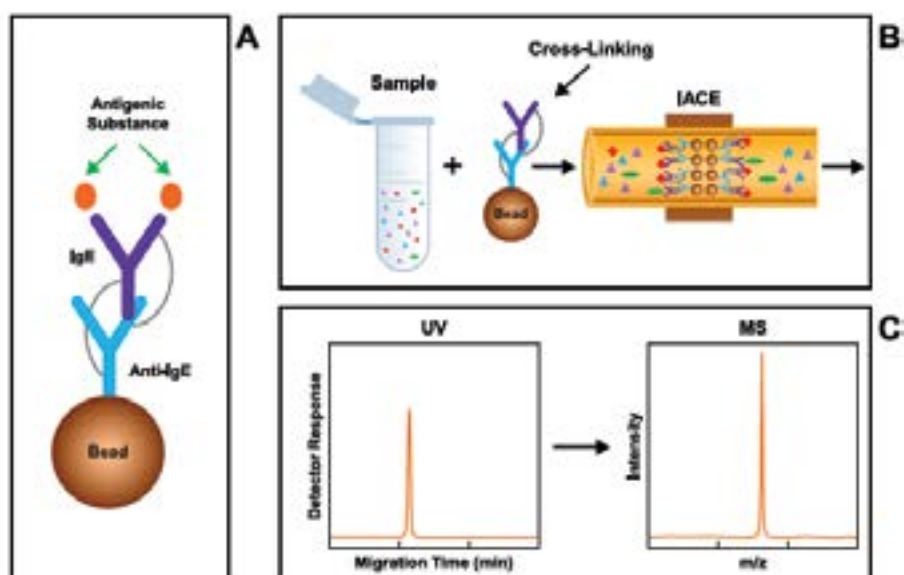 A
Antigenic
Substance
IgE
Anti-IgE
Bead
B
Cross-Linking
Sample
IACE
+
Bead
C
UV
MS
Detector Response
Migration Time (min)
Intensity
m/z